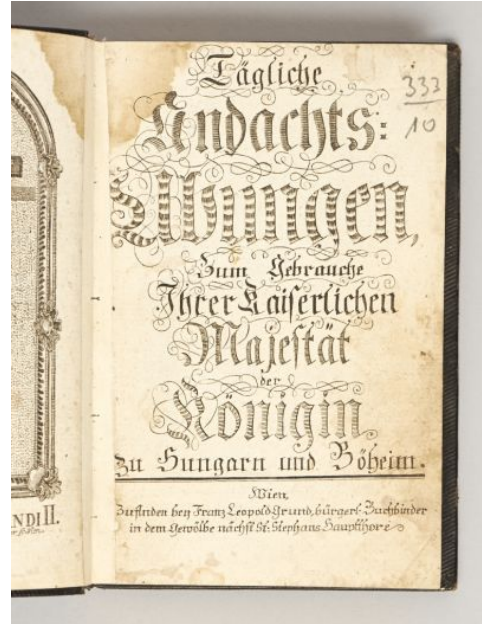 Tägliche
Andachts:
Übungen,
Zum Gebrauche
Ihrer Kaiserlichen
Majestät
der
Königin
zu Hungarn und Böheim.
Wien,
Zu finden bey Franz Leopold Grund, bürgerl: Buchbinder
in dem Gewölbe nächst St: Stephans Hauptthore
333
10
NDI II.